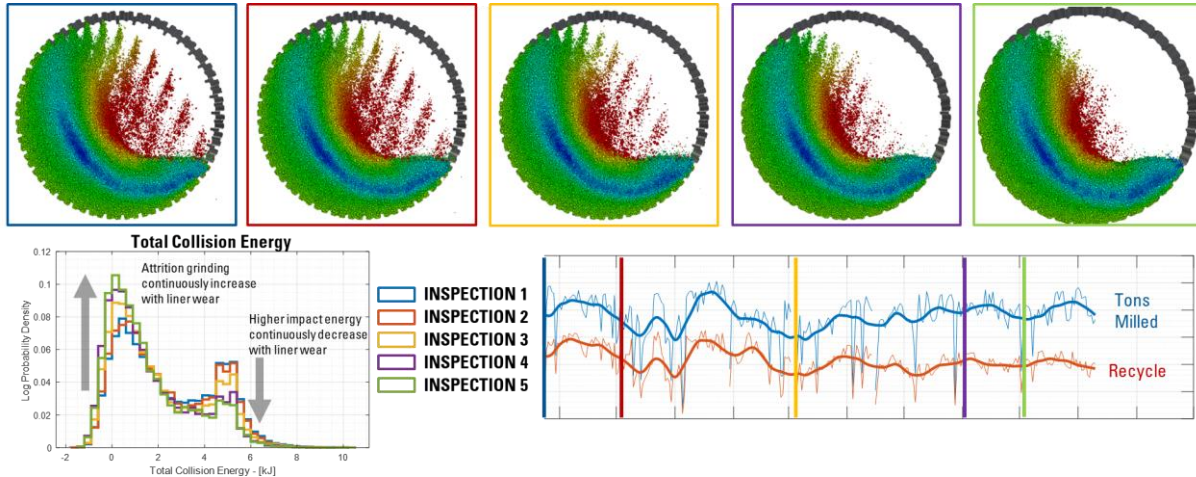 Total Collision Energy
0.12
0.1
0.08
0.06
0.04
0.02
0
Log Probability Density
Attrition grinding
continuously increase
with liner wear
Higher impact energy
continuously decrease
with liner wear
-2
0
2
4
6
8
10
Total Collision Energy - [kJ]
INSPECTION 1
INSPECTION 2
INSPECTION 3
INSPECTION 4
INSPECTION 5
Tons
Milled
Recycle